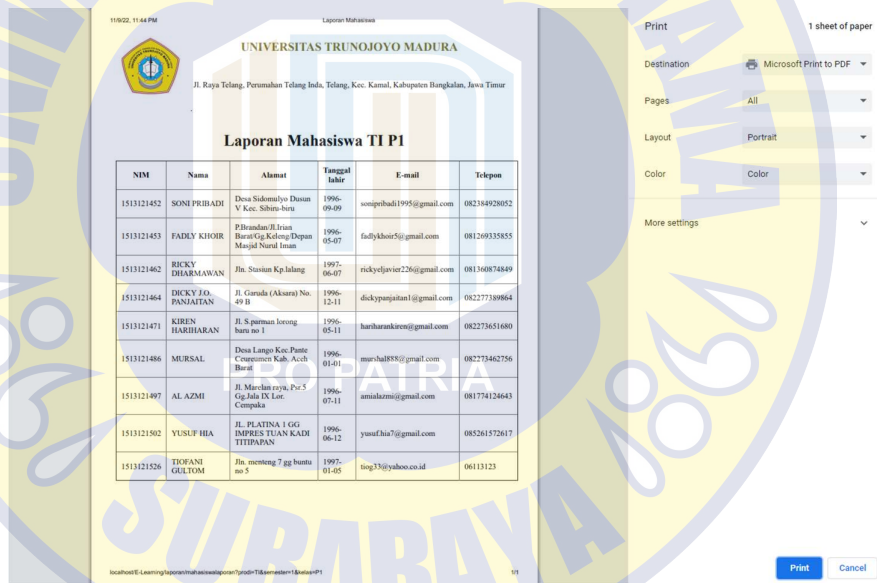 11/9/22, 11:44 PM Laporan Mahasiswa
UNIVERSITAS TRUNOJOYO MADURA
Jl. Raya Telang, Perumahan Telang Inda, Telang, Kec. Kamal, Kabupaten Bangkalan, Jawa Timur
Laporan Mahasiswa TI P1
NIM Nama Alamat Tanggal lahir E-mail Telepon
1513121452 SONI PRIBADI Desa Sidomulyo Dusun V Kec. Sibiru-biru 1996-09-09 sonipribadi1995@gmail.com 082384928052
1513121453 FADLY KHOIR P.Brandan/Jl.Irian Barat/Gg.Keleng/Depan Masjid Nurul Iman 1996-05-07 fadlykhoir5@gmail.com 081269335855
1513121462 RICKY DHARMAWAN Jln. Stasiun Kp.lalang 1997-06-07 rickyeljavier226@gmail.com 081360874849
1513121464 DICKY J.O. PANJAITAN Jl. Garuda (Aksara) No. 49 B 1996-12-11 dickypanjaitan1@gmail.com 082277389864
1513121471 KIREN HARIHARAN Jl. S.parman lorong baru no 1 1996-05-11 hariharankiren@gmail.com 082273651680
1513121486 MURSAL Desa Lango Kec.Pante Ceureumen Kab. Aceh Barat 1996-01-01 murshal888@gmail.com 082273462756
1513121497 AL AZMI Jl. Marelan raya, Psr.5 Gg.Jala IX Lor. Cempaka 1996-07-11 amialazmi@gmail.com 081774124643
1513121502 YUSUF HIA JL. PLATINA 1 GG IMPRES TUAN KADI TITIPAPAN 1996-06-12 yusuf.hia7@gmail.com 085261572617
1513121526 TIOFANI GULTOM Jln. menteng 7 gg buntu no 5 1997-01-05 tiog33@yahoo.co.id 06113123
localhost/E-Learning/laporan/mahasiswalaporan?prodi=TI&semester=1&kelas=P1 1/1
Print 1 sheet of paper
Destination Microsoft Print to PDF
Pages All
Layout Portrait
Color Color
More settings
Print Cancel
PRO PATRIA
SURABAYA